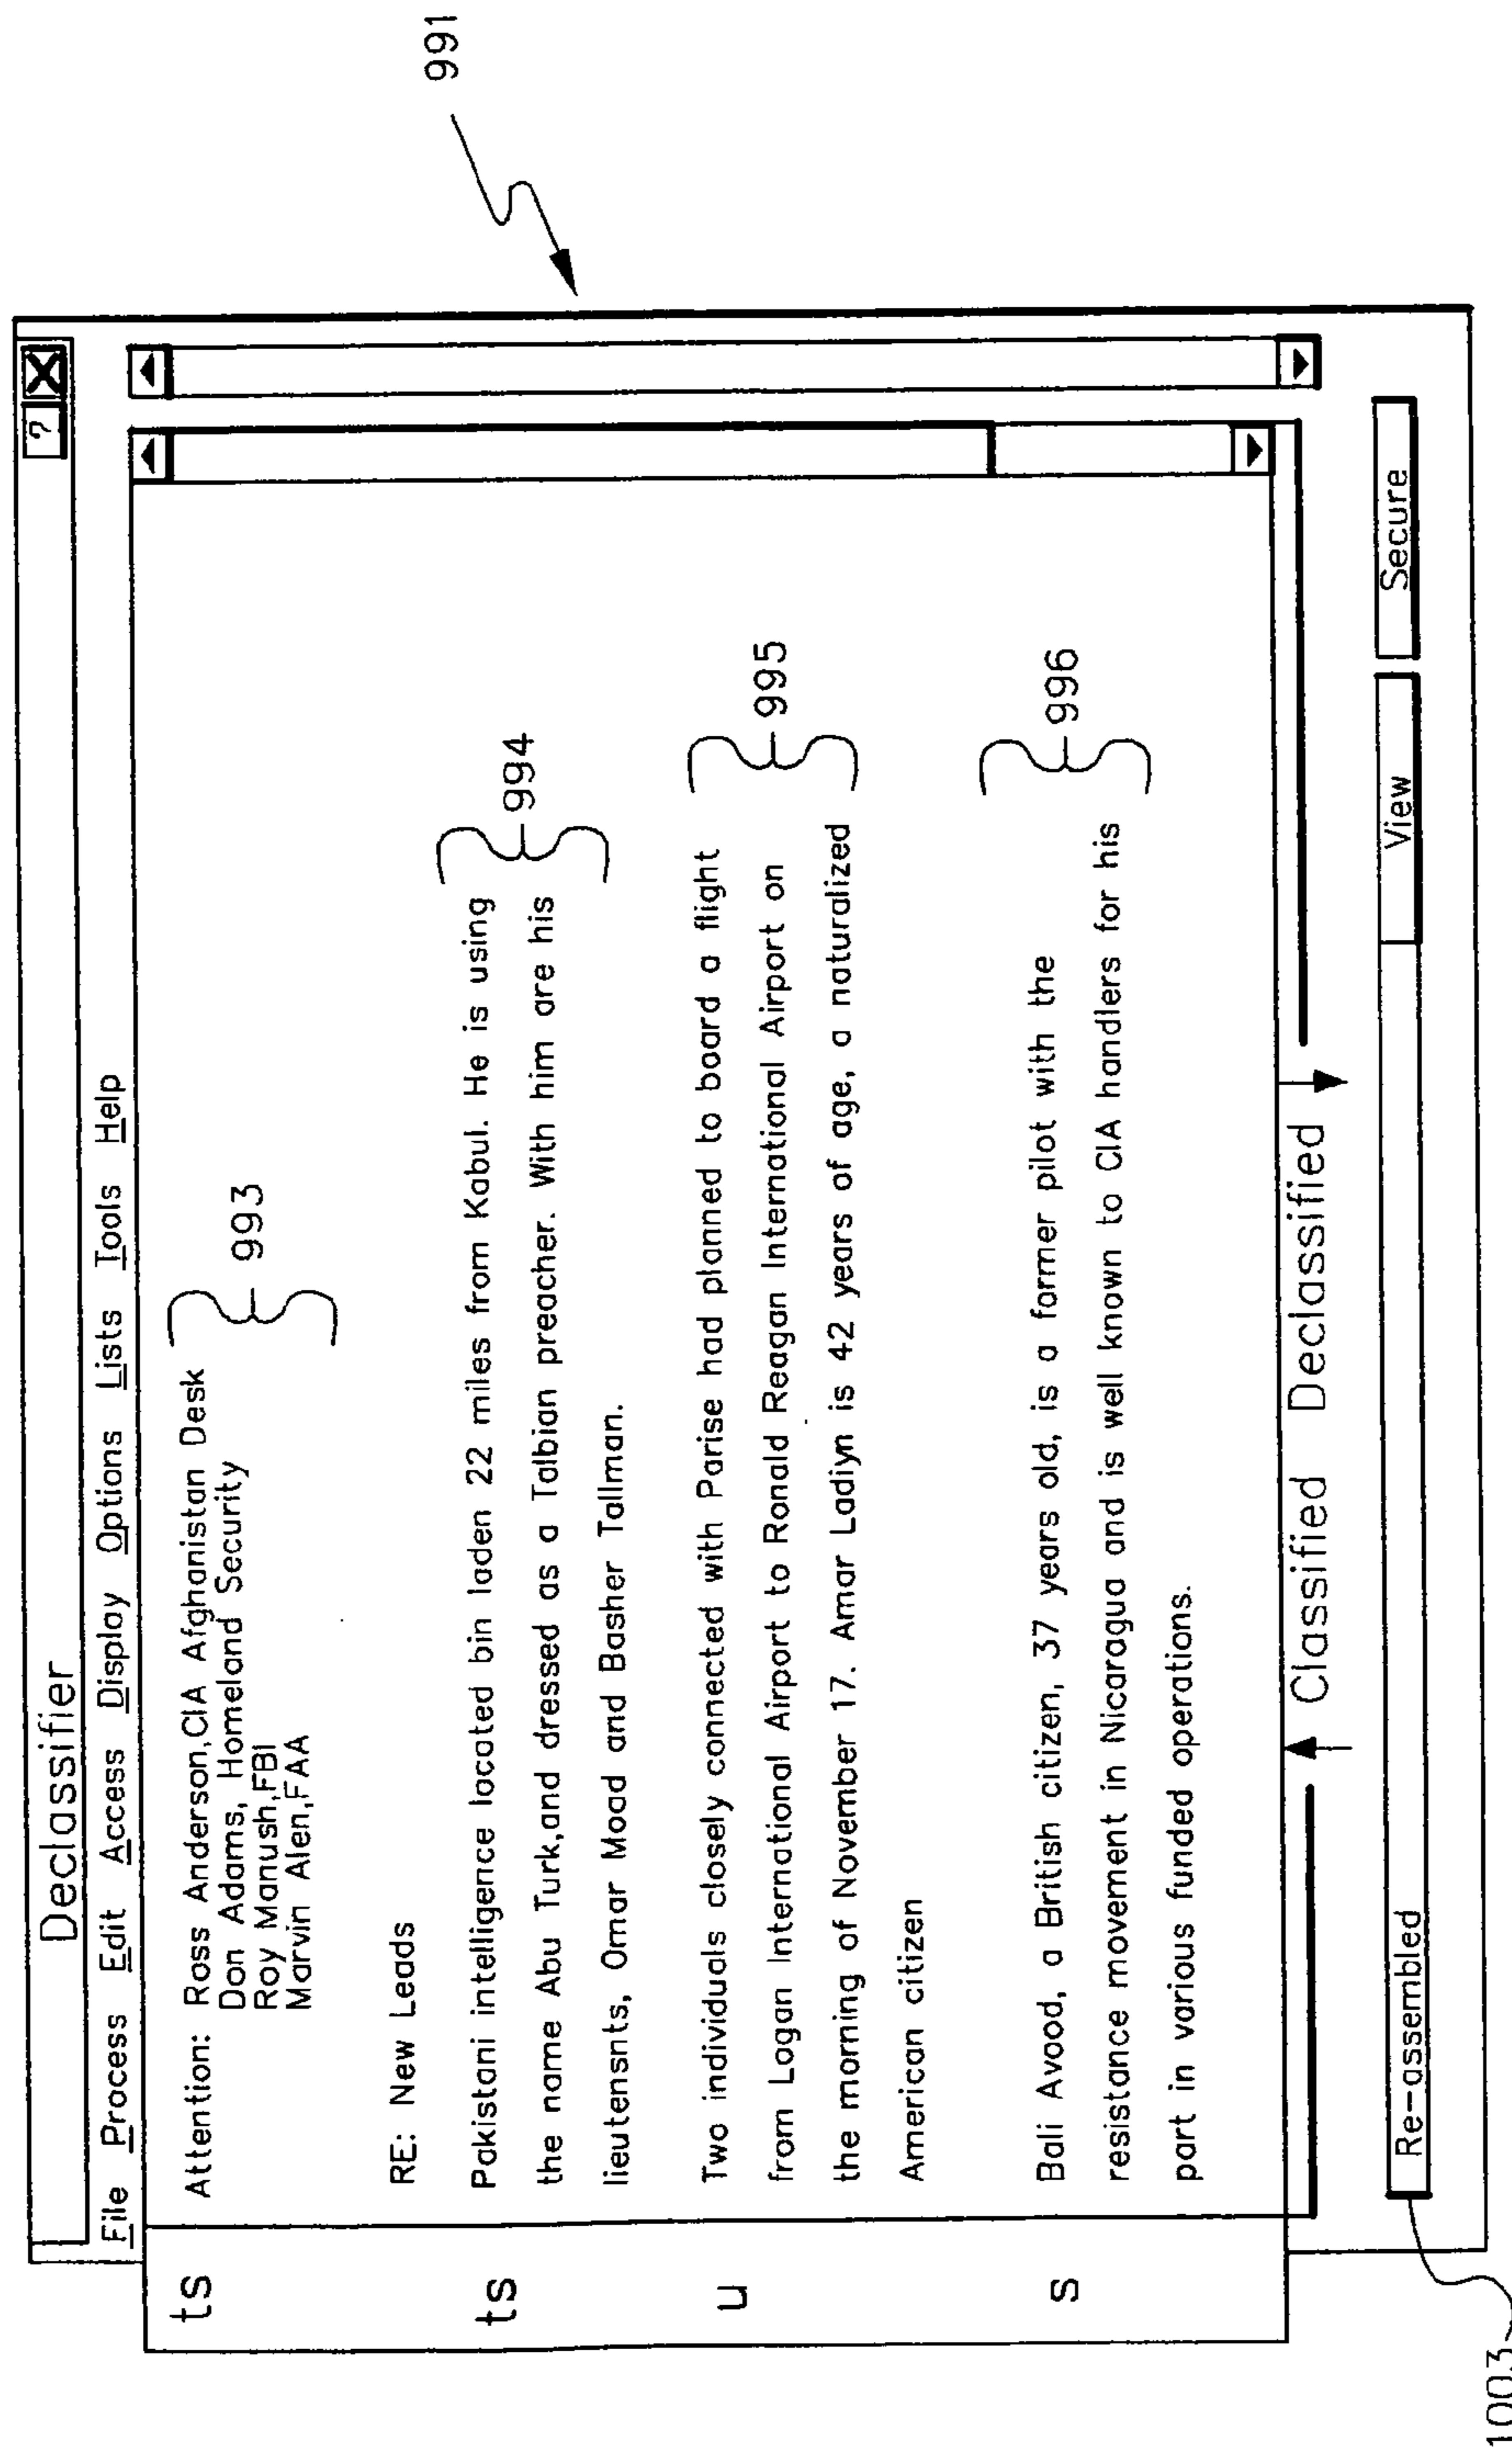 991
Declassifier
? X
File Process Edit Access Display Options Lists Tools Help
ts
Attention: Ross Anderson,CIA Afghanistan Desk
Don Adams, Homeland Security
Roy Manush,FBI
Marvin Alen,FAA
993
RE: New Leads
ts
Pakistani intelligence located bin laden 22 miles from Kabul. He is using
the name Abu Turk,and dressed as a Talbian preacher. With him are his
lieutensnts, Omar Moad and Basher Tallman.
994
u
Two individuals closely connected with Parise had planned to board a flight
from Logan International Airport to Ronald Reagan International Airport on
the morning of November 17. Amar Ladiyn is 42 years of age, a naturalized
American citizen
995
s
Bali Avood, a British citizen, 37 years old, is a former pilot with the
resistance movement in Nicaragua and is well known to CIA handlers for his
part in various funded operations.
996
Classified Declassified
Re-assembled View Secure
1003